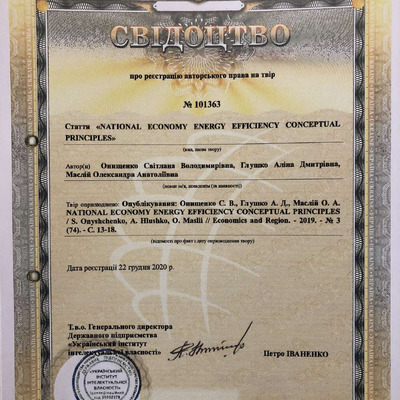 СВІДОЦТВО
про реєстрацію авторського права на твір
№ 101363
Стаття «NATIONAL ECONOMY ENERGY EFFICIENCY CONCEPTUAL
PRINCIPLES»
(вид, назва твору)
Автор(и) Онищенко Світлана Володимирівна, Глушко Аліна Дмитрівна,
Маслій Олександра Анатоліївна
(повне ім'я, псевдонім (за наявності))
Твір оприлюднено: Опублікування: Онищенко С. В., Глушко А. Д., Маслій О. А.
NATIONAL ECONOMY ENERGY EFFICIENCY CONCEPTUAL PRINCIPLES /
/ S. Onyshchenko, A. Hlushko, O. Maslii // Economics and Region. - 2019. - № 3
(74). - С. 13-18.
(відомості про факт і дату оприлюднення твору)
Дата реєстрації 22 грудня 2020 р.
Т.в.о. Генерального директора
Державного підприємства
«Український інститут
інтелектуальної власності»
Петро ІВАНЕНКО
«УКРАЇНСЬКИЙ
ІНСТИТУТ
ІНТЕЛЕКТУАЛЬНОЇ
ВЛАСНОСТІ»